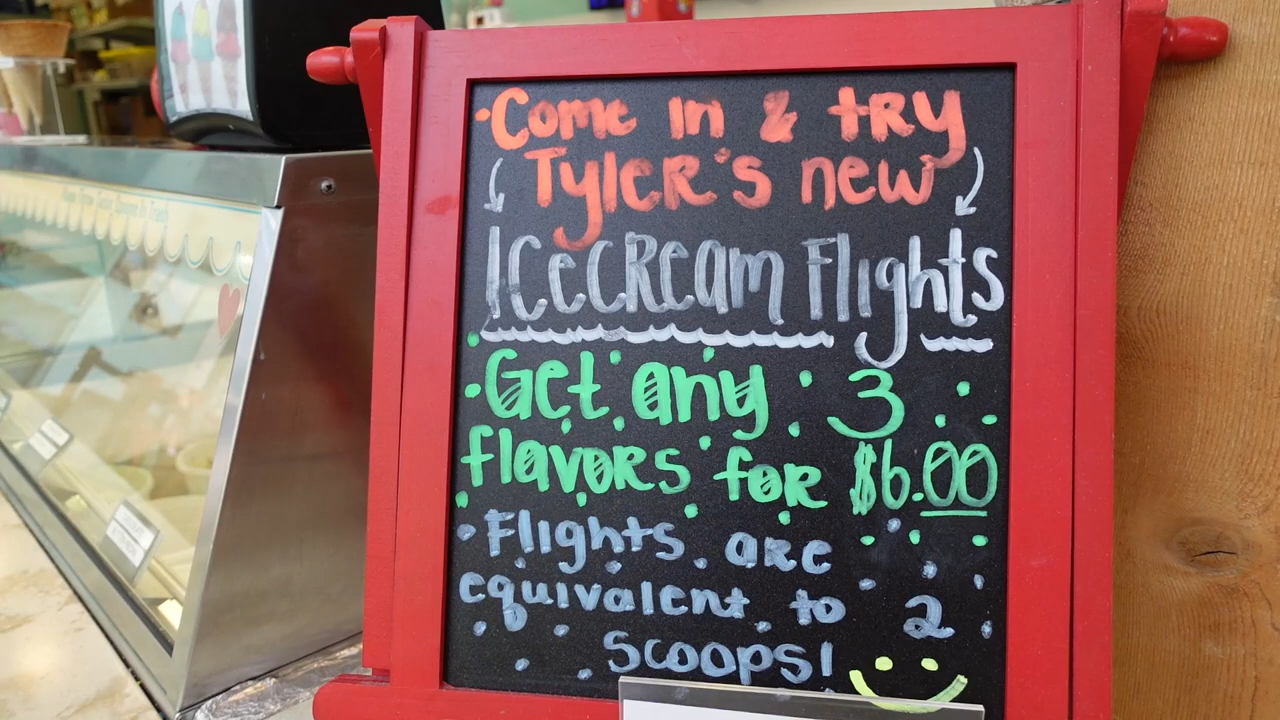 ·Come in & try
Tyler's new
Icecream Flights
·Get any 3
flavors for $6.00
·Flights are
equivalent to 2
Scoops!